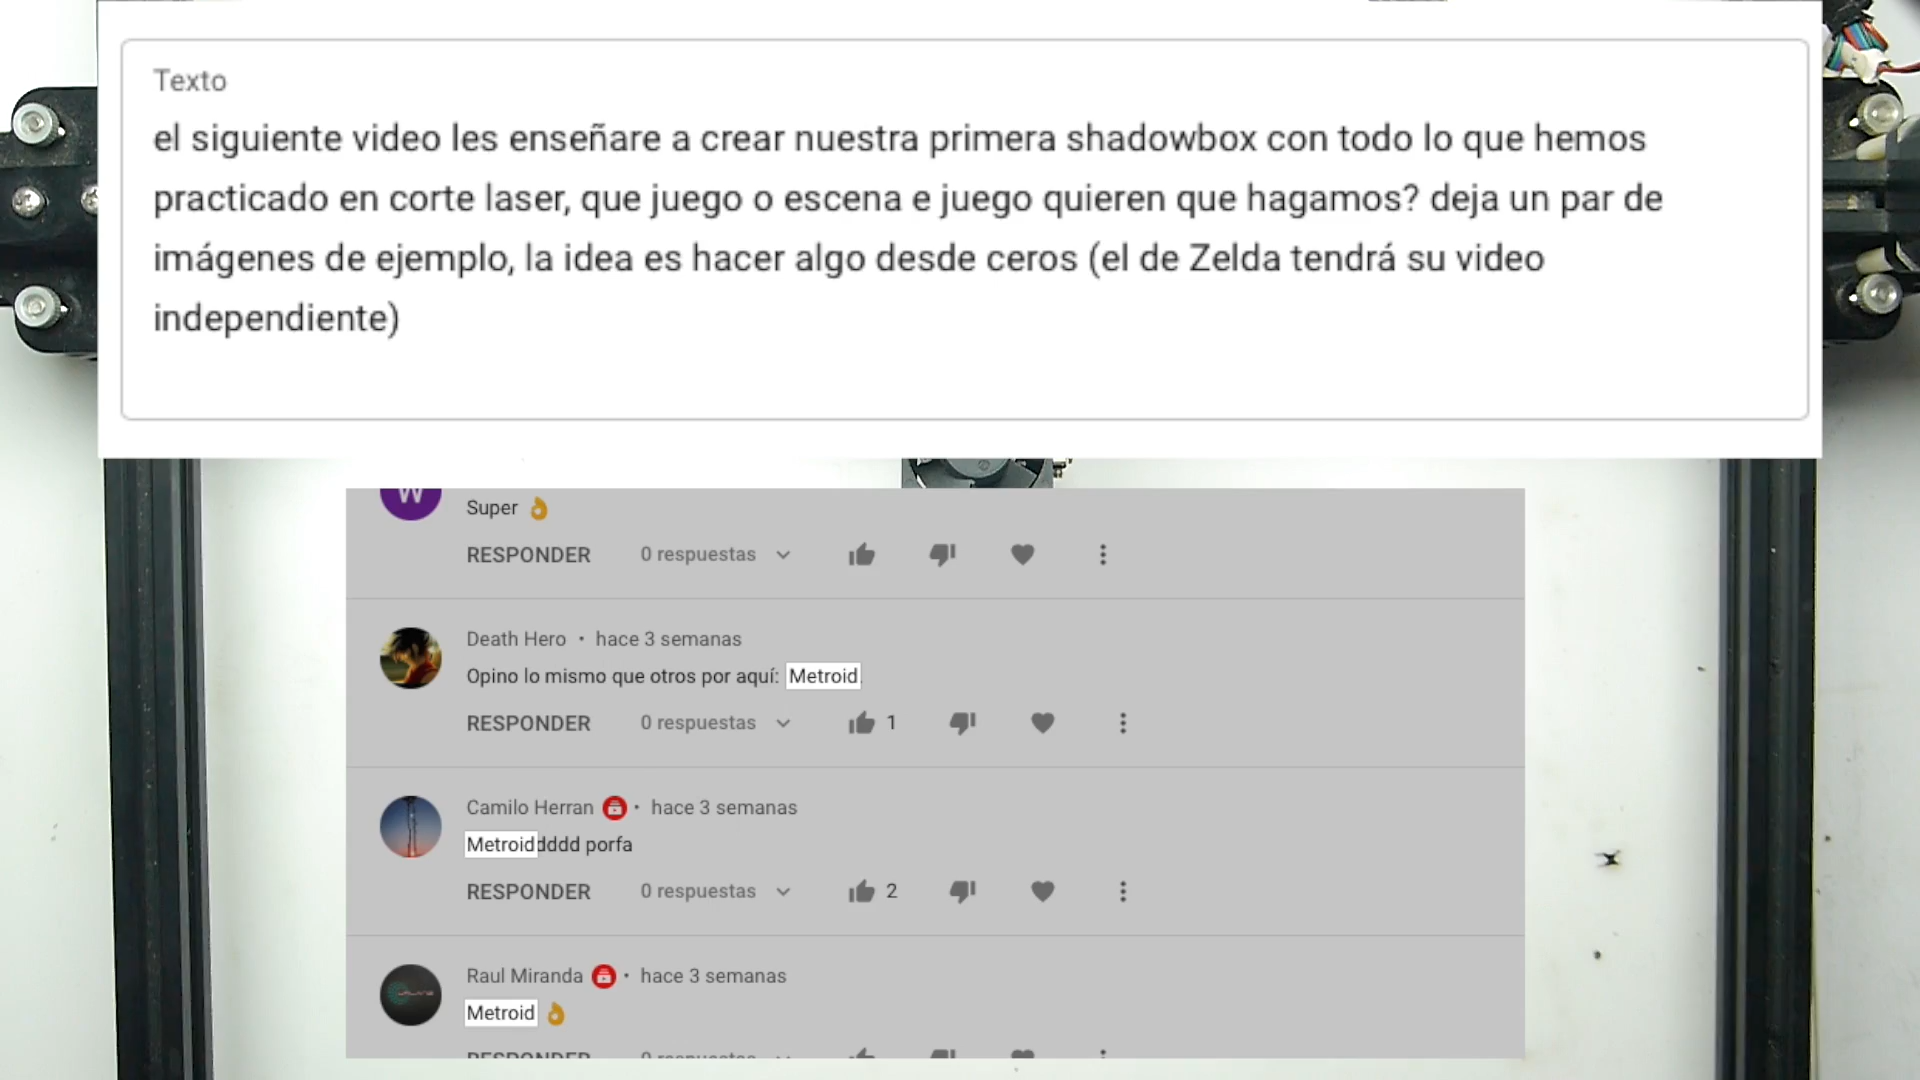 Texto
el siguiente video les enseñare a crear nuestra primera shadowbox con todo lo que hemos
practicado en corte laser, que juego o escena e juego quieren que hagamos? deja un par de
imágenes de ejemplo, la idea es hacer algo desde ceros (el de Zelda tendrá su video
independiente)
W
Super 👌
RESPONDER 0 respuestas
Death Hero • hace 3 semanas
Opino lo mismo que otros por aquí: Metroid.
RESPONDER 0 respuestas 1
Camilo Herran • hace 3 semanas
Metroiddddd porfa
RESPONDER 0 respuestas 2
Raul Miranda • hace 3 semanas
Metroid 👌
RESPONDER 0 respuestas